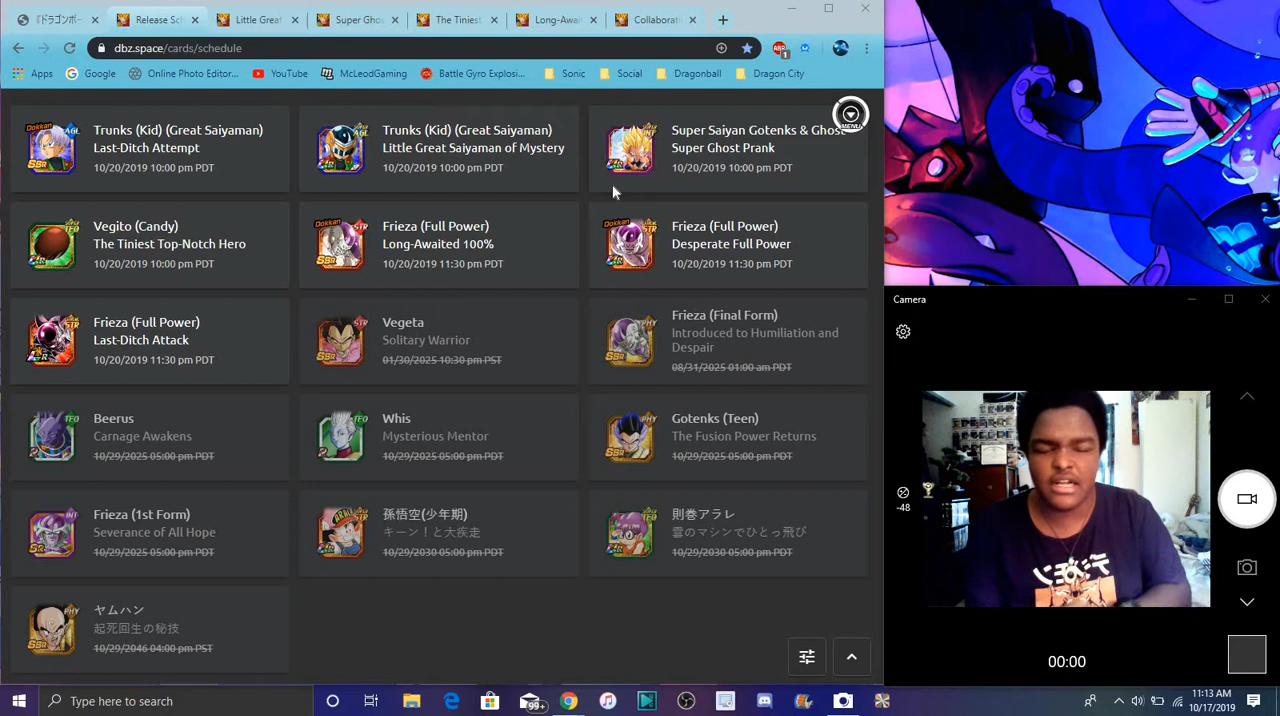 『ドラゴンボー
Release Sc
Little Great
Super Ghos
The Tiniest
Long-Await
Collaborati
dbz.space/cards/schedule
ABP
1
Apps
Google
Online Photo Editor...
YouTube
McLeodGaming
Battle Gyro Explosi...
Sonic
Social
Dragonball
Dragon City
MENU
Trunks (Kid) (Great Saiyaman)
Last-Ditch Attempt
10/20/2019 10:00 pm PDT
Trunks (Kid) (Great Saiyaman)
Little Great Saiyaman of Mystery
10/20/2019 10:00 pm PDT
Super Saiyan Gotenks & Ghost
Super Ghost Prank
10/20/2019 10:00 pm PDT
Vegito (Candy)
The Tiniest Top-Notch Hero
10/20/2019 10:00 pm PDT
Frieza (Full Power)
Long-Awaited 100%
10/20/2019 11:30 pm PDT
Frieza (Full Power)
Desperate Full Power
10/20/2019 11:30 pm PDT
Frieza (Full Power)
Last Ditch Attack
10/20/2019 11:30 pm PDT
Vegeta
Solitary Warrior
01/30/2025 10:30 pm PST
Frieza (Final Form)
Introduced to Humiliation and
Despair
08/31/2025 01:00 am PDT
Beerus
Carnage Awakens
10/29/2025 05:00 pm PDT
Whis
Mysterious Mentor
10/29/2025 05:00 pm PDT
Gotenks (Teen)
The Fusion Power Returns
10/29/2025 05:00 pm PDT
Frieza (1st Form)
Severance of All Hope
10/29/2025 05:00 pm PDT
孫悟空(少年期)
キーン！と大疾走
10/29/2030 05:00 pm PDT
則巻アラレ
雲のマシンでひとっ飛び
10/29/2030 05:00 pm PDT
ヤムハン
起死回生の秘技
10/29/2046 04:00 pm PST
Camera
-48
デジモン
00:00
Type here to search
99+
11:13 AM
10/17/2019